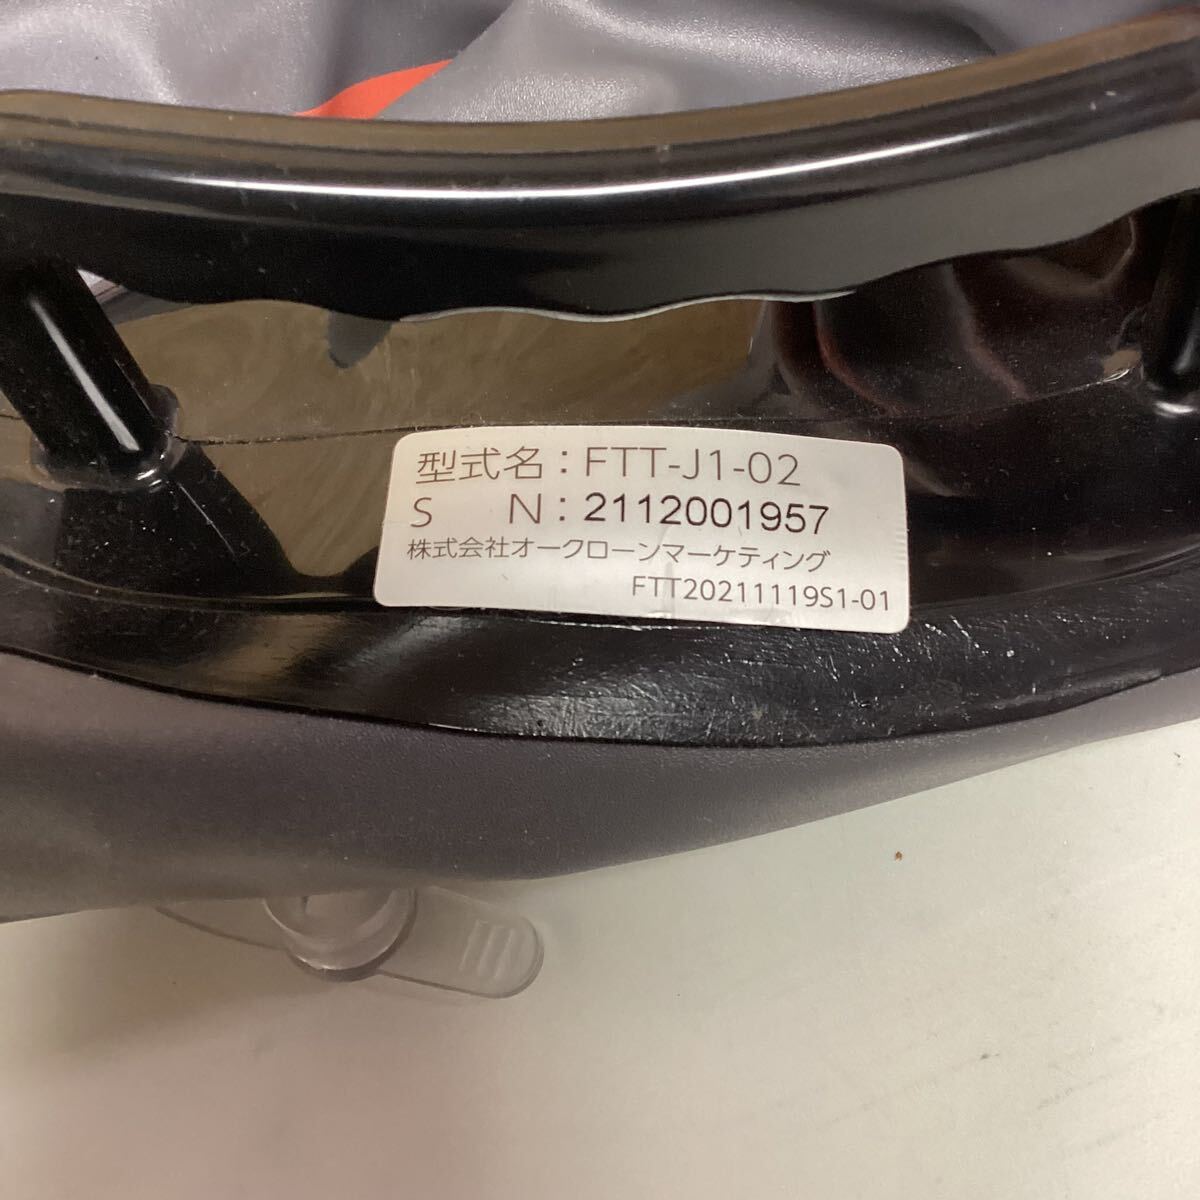 型式名：FTT-J1-02
S N：2112001957
株式会社オークローンマーケティング
FTT20211119S1-01